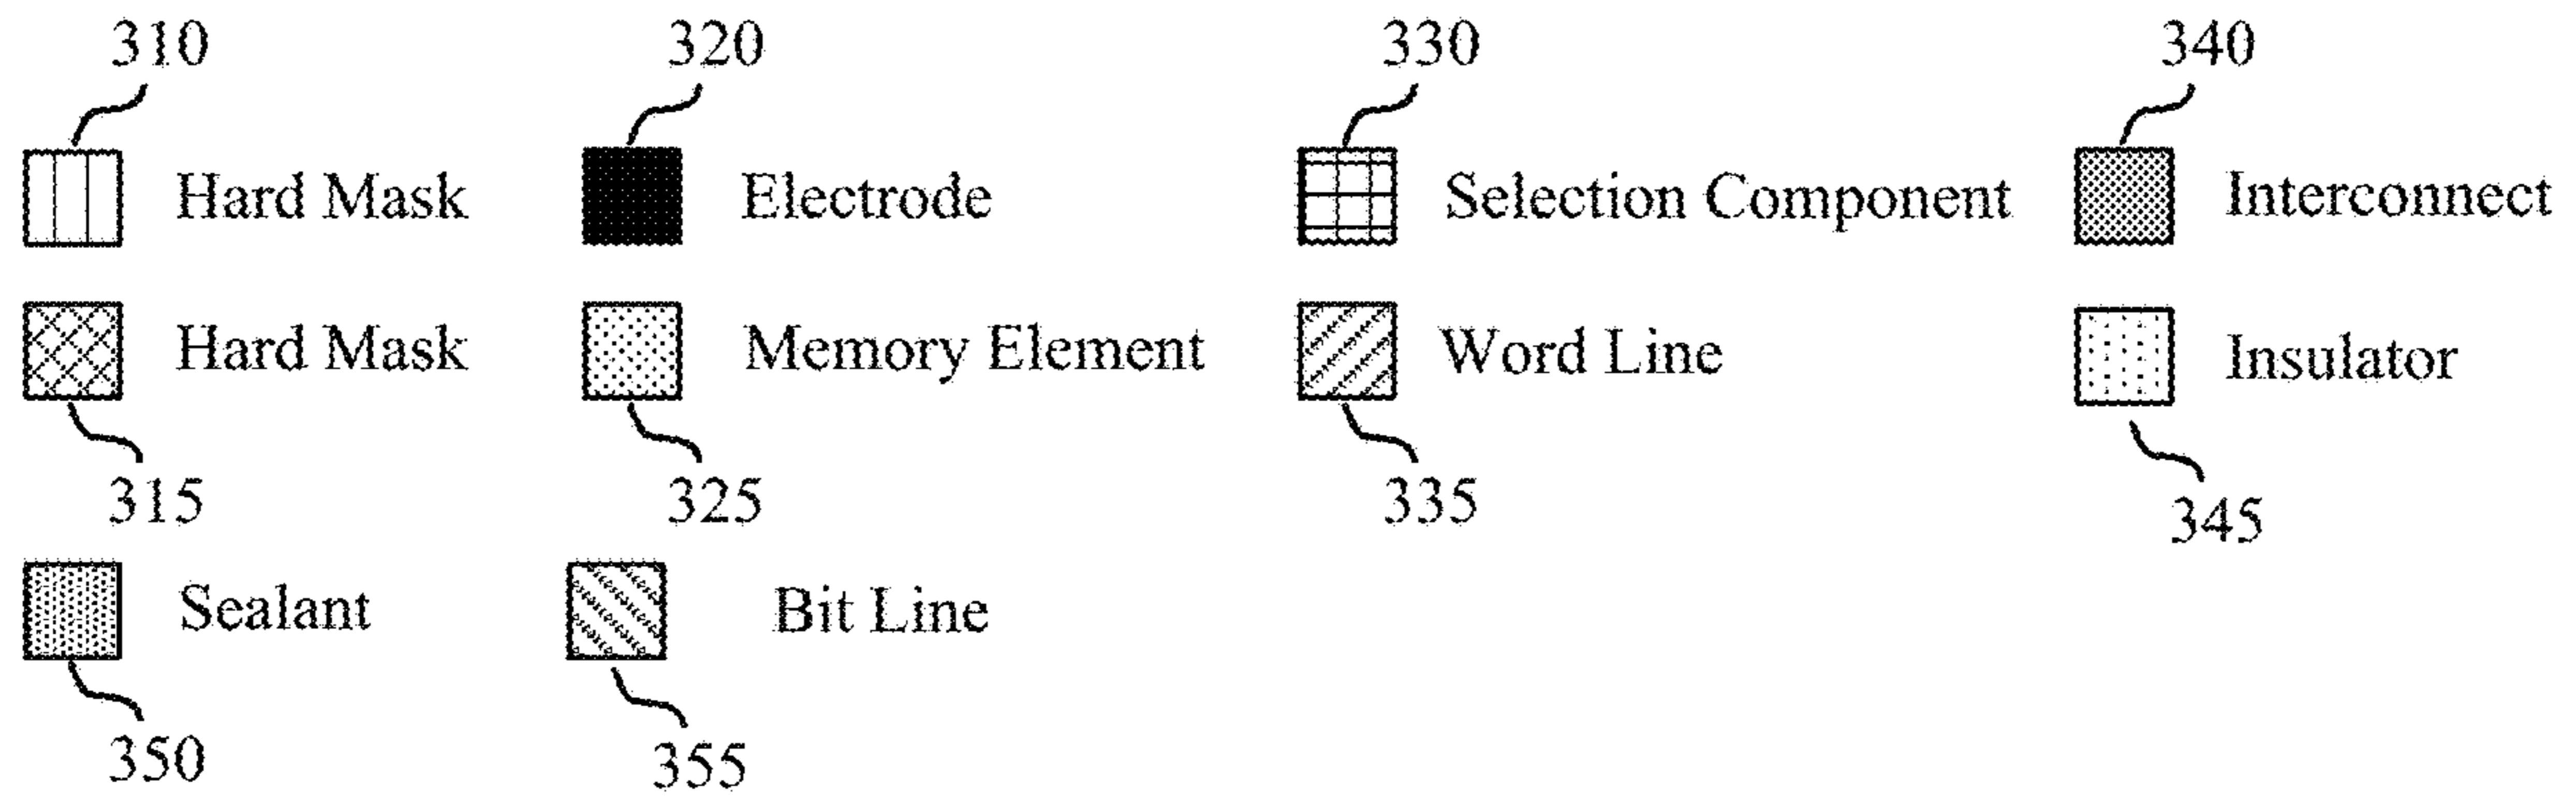 310 320 330 340
Hard Mask Electrode Selection Component Interconnect
Hard Mask Memory Element Word Line Insulator
315 325 335 345
Sealant Bit Line
350 355